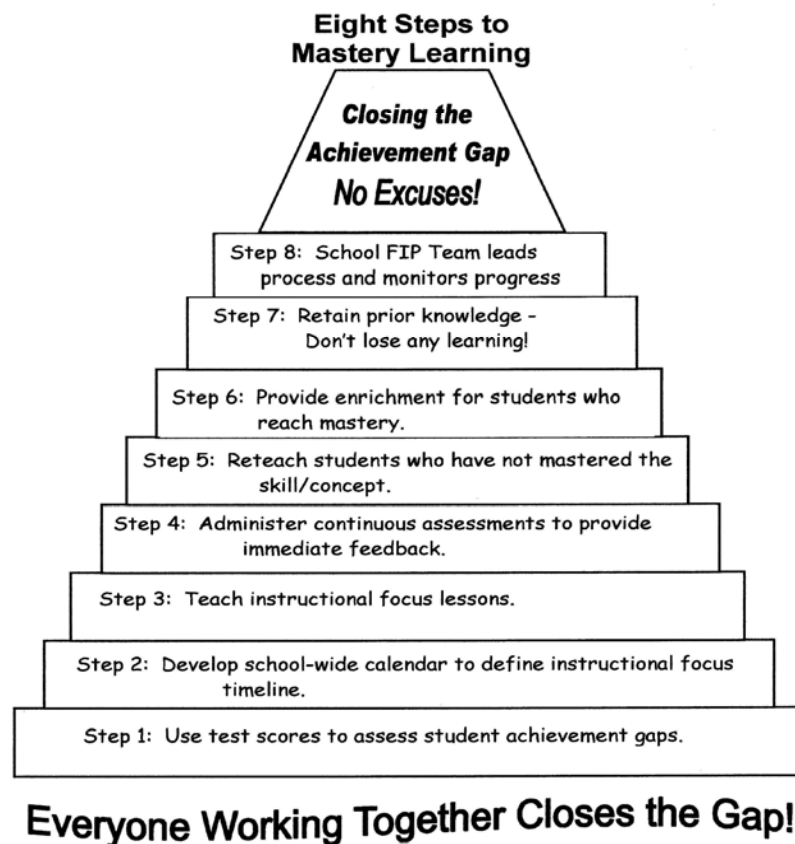 Eight Steps to
Mastery Learning
Closing the
Achievement Gap
No Excuses!
Step 8: School FIP Team leads
process and monitors progress
Step 7: Retain prior knowledge -
Don't lose any learning!
Step 6: Provide enrichment for students who
reach mastery.
Step 5: Reteach students who have not mastered the
skill/concept.
Step 4: Administer continuous assessments to provide
immediate feedback.
Step 3: Teach instructional focus lessons.
Step 2: Develop school-wide calendar to define instructional focus
timeline.
Step 1: Use test scores to assess student achievement gaps.
Everyone Working Together Closes the Gap!